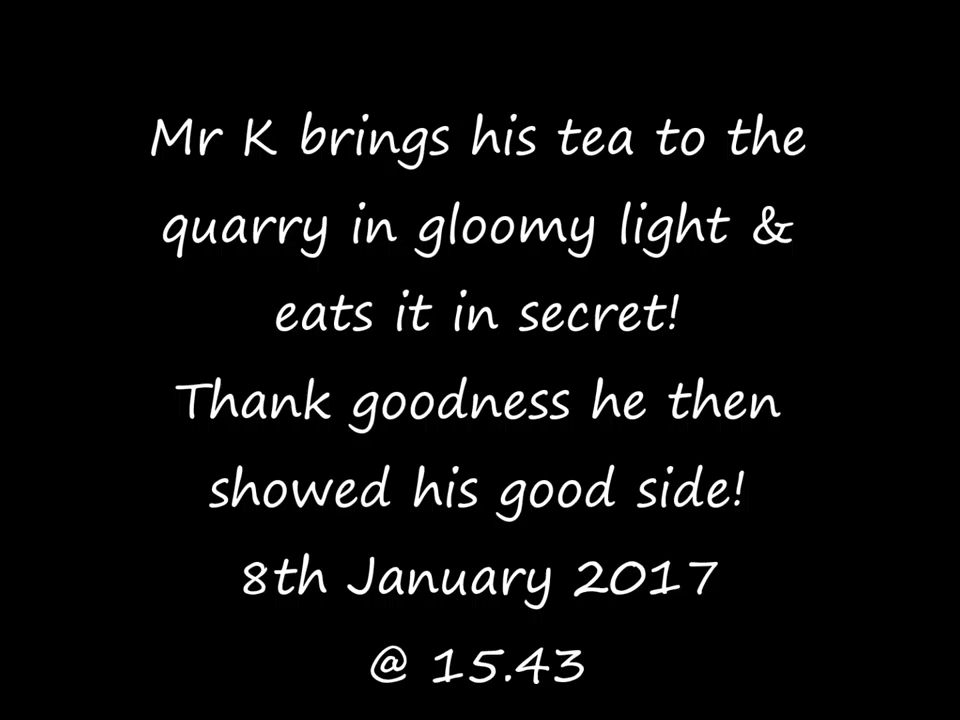 Mr K brings his tea to the
quarry in gloomy light &
eats it in secret!
Thank goodness he then
showed his good side!
8th January 2017
@ 15.43